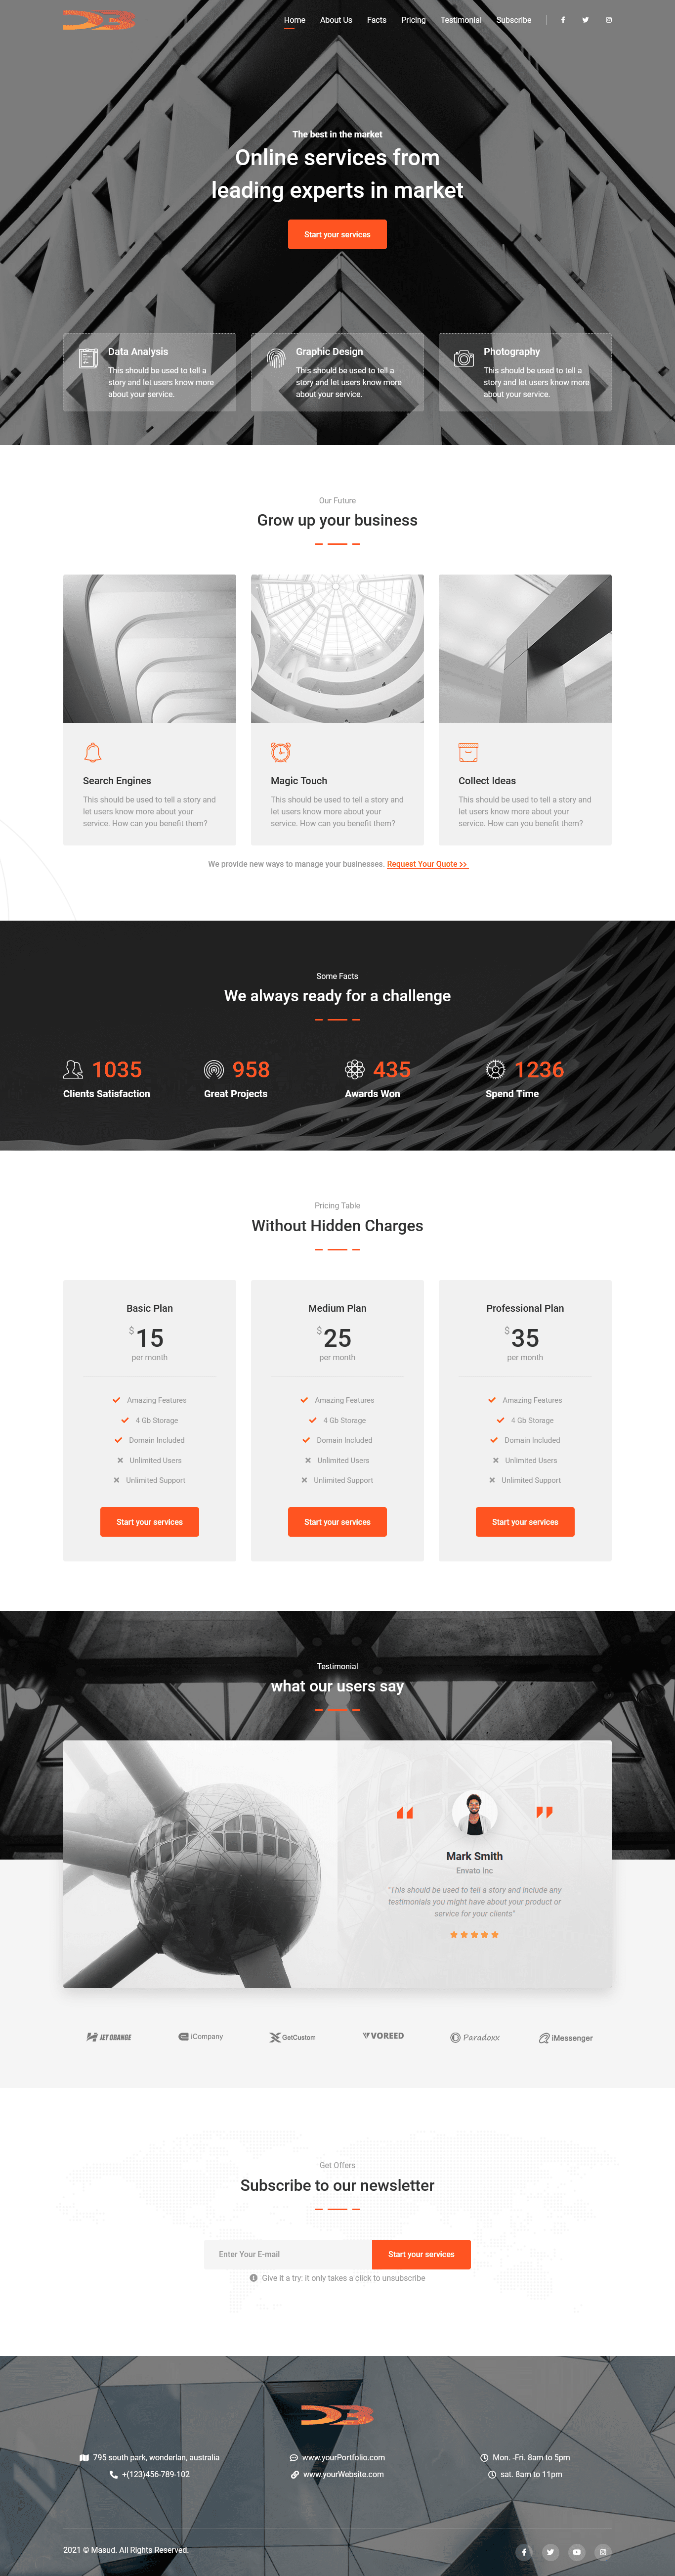 DB
Home About Us Facts Pricing Testimonial Subscribe
The best in the market
Online services from
leading experts in market
Start your services
Data Analysis
This should be used to tell a
story and let users know more
about your service.
Graphic Design
This should be used to tell a
story and let users know more
about your service.
Photography
This should be used to tell a
story and let users know more
about your service.
Our Future
Grow up your business
Search Engines
This should be used to tell a story and
let users know more about your
service. How can you benefit them?
Magic Touch
This should be used to tell a story and
let users know more about your
service. How can you benefit them?
Collect Ideas
This should be used to tell a story and
let users know more about your
service. How can you benefit them?
We provide new ways to manage your businesses. Request Your Quote
Some Facts
We always ready for a challenge
1035
Clients Satisfaction
958
Great Projects
435
Awards Won
1236
Spend Time
Pricing Table
Without Hidden Charges
Basic Plan
$15
per month
Amazing Features
4 Gb Storage
Domain Included
Unlimited Users
Unlimited Support
Start your services
Medium Plan
$25
per month
Amazing Features
4 Gb Storage
Domain Included
Unlimited Users
Unlimited Support
Start your services
Professional Plan
$35
per month
Amazing Features
4 Gb Storage
Domain Included
Unlimited Users
Unlimited Support
Start your services
Testimonial
what our users say
Mark Smith
Envato Inc
"This should be used to tell a story and include any
testimonials you might have about your product or
service for your clients"
JET ORANGE
iCompany
GetCustom
VOREED
Paradoxx
iMessenger
Get Offers
Subscribe to our newsletter
Enter Your E-mail
Start your services
Give it a try: it only takes a click to unsubscribe
DB
795 south park, wonderlan, australia
+(123)456-789-102
www.yourPortfolio.com
www.yourWebsite.com
Mon. -Fri. 8am to 5pm
sat. 8am to 11pm
2021 © Masud. All Rights Reserved.